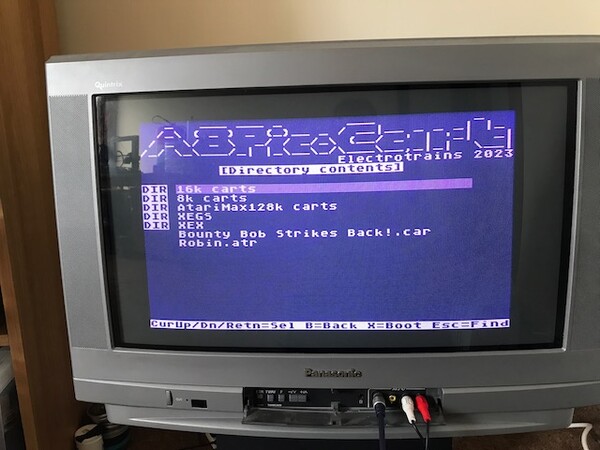 Quintrix
A8PicoCart
Electrotrains 2023
[Directory contents]
DIR 16k carts
DIR 8k carts
DIR AtariMax128k carts
DIR XEGS
DIR XEX
Bounty Bob Strikes Back!.car
Robin.atr
CurUp/Dn/Retn=Sel B=Back X=Boot Esc=Find
Panasonic